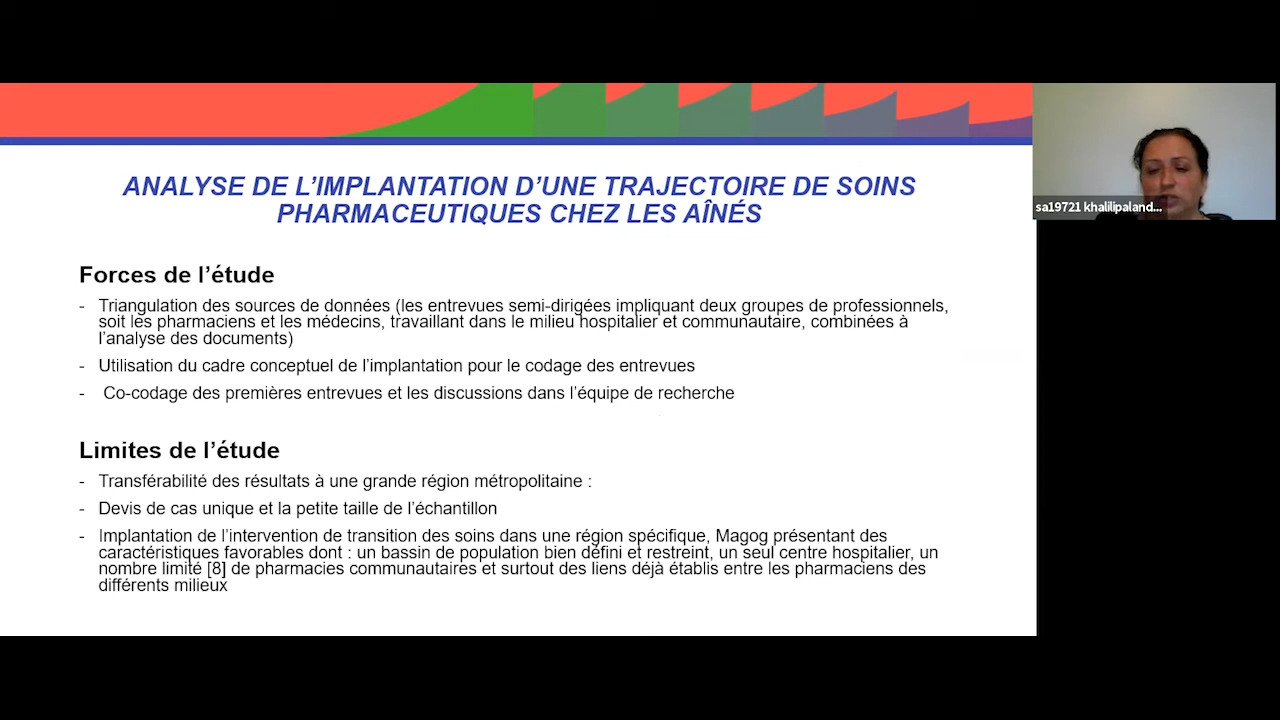 ANALYSE DE L’IMPLANTATION D’UNE TRAJECTOIRE DE SOINS
PHARMACEUTIQUES CHEZ LES AÎNÉS
Forces de l’étude
- Triangulation des sources de données (les entrevues semi-dirigées impliquant deux groupes de professionnels,
soit les pharmaciens et les médecins, travaillant dans le milieu hospitalier et communautaire, combinées à
l’analyse des documents)
- Utilisation du cadre conceptuel de l’implantation pour le codage des entrevues
- Co-codage des premières entrevues et les discussions dans l’équipe de recherche
Limites de l’étude
- Transférabilité des résultats à une grande région métropolitaine :
- Devis de cas unique et la petite taille de l’échantillon
- Implantation de l’intervention de transition des soins dans une région spécifique, Magog présentant des
caractéristiques favorables dont : un bassin de population bien défini et restreint, un seul centre hospitalier, un
nombre limité [8] de pharmacies communautaires et surtout des liens déjà établis entre les pharmaciens des
différents milieux
sa19721 khalilipaland...